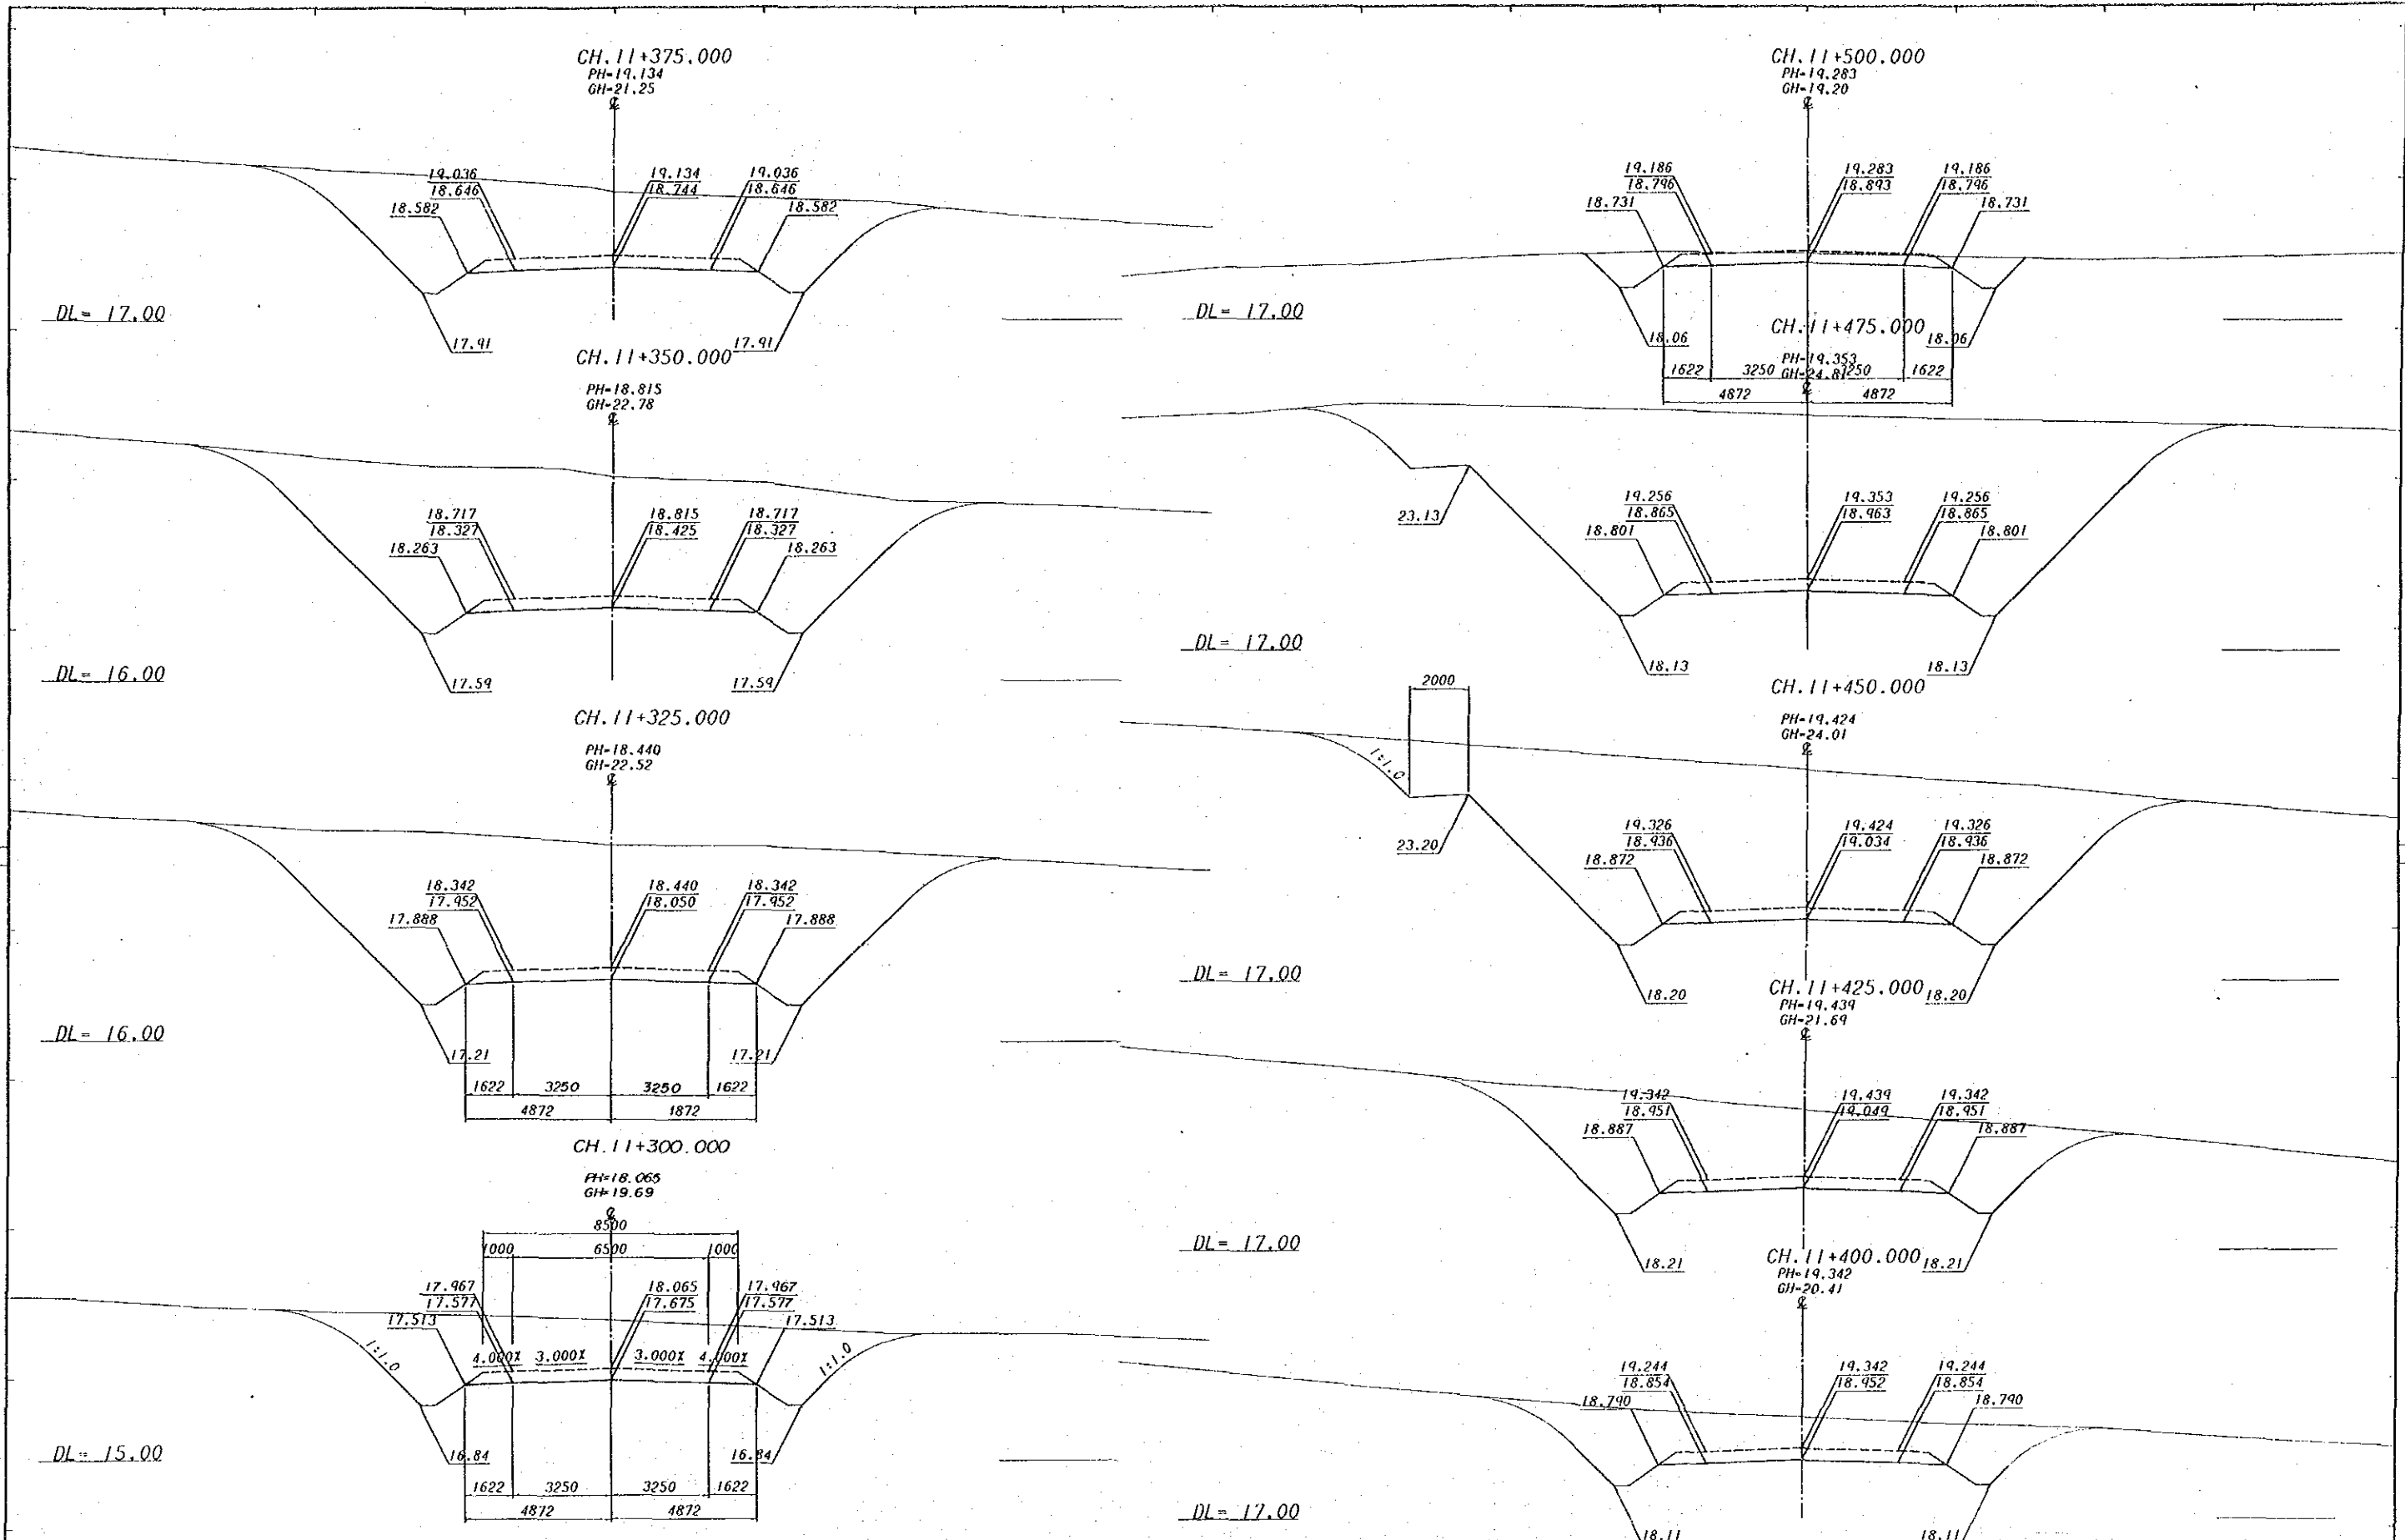 CH.11+375.000
PH=19.134
GH=21.25
19.036 19.134 19.036
18.646 18.744 18.646
18.582 18.582
DL= 17.00
17.91 17.91
CH.11+350.000
PH=18.815
GH=22.78
18.717 18.815 18.717
18.327 18.425 18.327
18.263 18.263
DL= 16.00
17.59 17.59
CH.11+325.000
PH=18.440
GH=22.52
18.342 18.440 18.342
17.952 18.050 17.952
17.888 17.888
DL= 16.00
17.21 17.21
1622 3250 3250 1622
4872 1872
CH.11+300.000
PH=18.065
GH=19.69
8500
1000 6500 1000
17.967 18.065 17.967
17.577 17.675 17.577
17.513 17.513
1:1.0 4.000% 3.000% 3.000% 4.000% 1:1.0
DL= 15.00
16.84 16.84
1622 3250 3250 1622
4872 4872
CH.11+500.000
PH=19.283
GH=19.20
19.186 19.283 19.186
18.796 18.893 18.796
18.731 18.731
DL= 17.00
18.06 18.06
CH.11+475.000
PH=19.353
GH=24.81
1622 3250 3250 1622
4872 4872
19.256 19.353 19.256
18.865 18.963 18.865
23.13
18.801 18.801
DL= 17.00
18.13 18.13
2000
CH.11+450.000
PH=19.424
GH=24.01
1:1.0
19.326 19.424 19.326
18.936 19.034 18.936
23.20
18.872 18.872
DL= 17.00
18.20 18.20
CH.11+425.000
PH=19.439
GH=21.69
19.342 19.439 19.342
18.951 19.049 18.951
18.887 18.887
DL= 17.00
18.21 18.21
CH.11+400.000
PH=19.342
GH=20.41
19.244 19.342 19.244
18.854 18.952 18.854
18.790 18.790
DL= 17.00
18.11 18.11